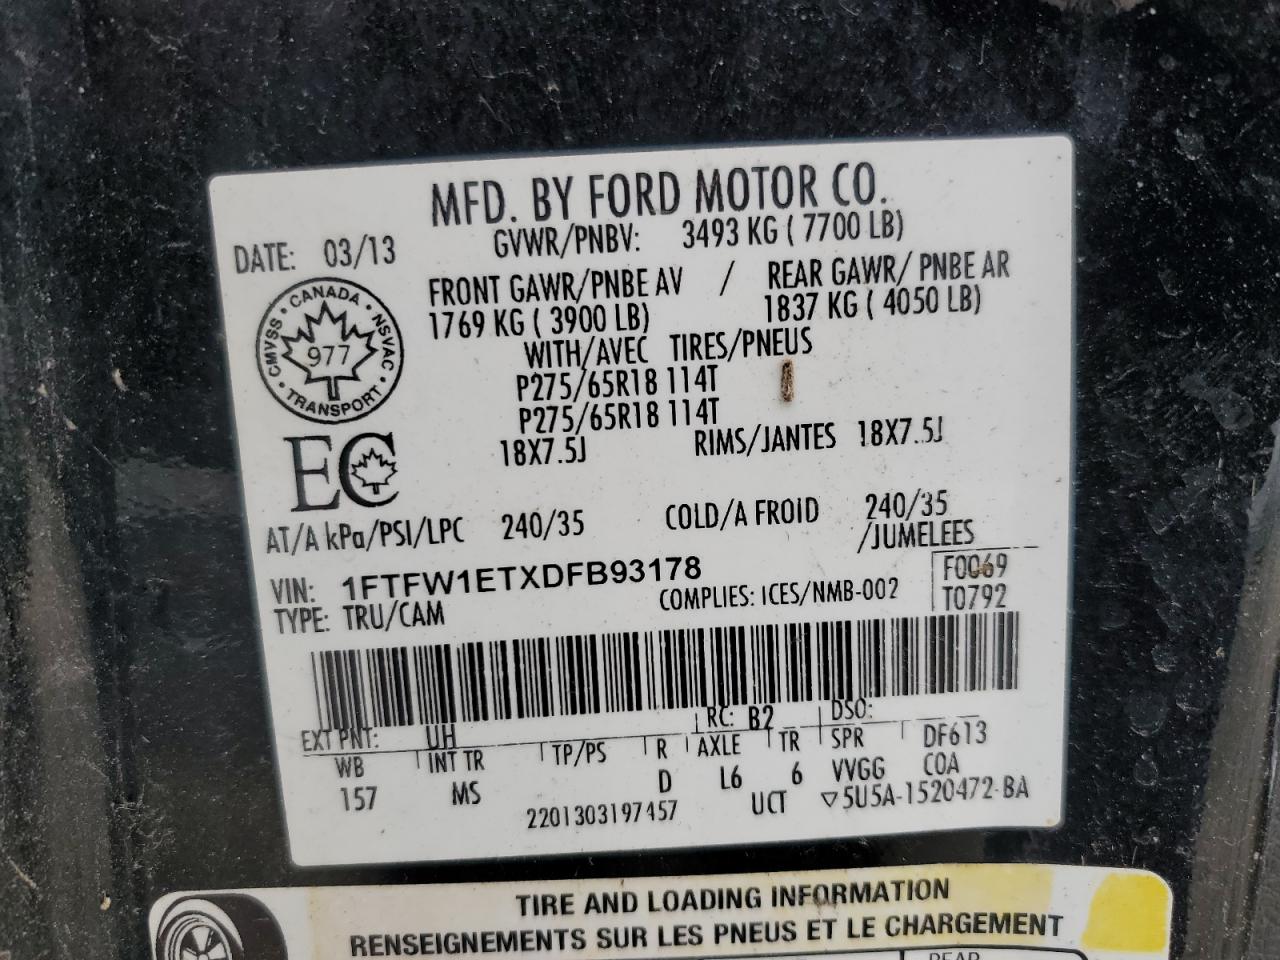 MFD. BY FORD MOTOR CO.
DATE: 03/13
GVWR/PNBV: 3493 KG ( 7700 LB)
FRONT GAWR/PNBE AV / REAR GAWR/ PNBE AR
1769 KG ( 3900 LB) 1837 KG ( 4050 LB)
WITH/AVEC TIRES/PNEUS
P275/65R18 114T
P275/65R18 114T
18X7.5J RIMS/JANTES 18X7.5J
CANADA • NSVAC • TRANSPORT • CMVSS •
977
EC
AT/A kPa/PSI/LPC 240/35 COLD/A FROID 240/35
/JUMELEES
VIN: 1FTFW1ETXDFB93178
F0069
TYPE: TRU/CAM COMPLIES: ICES/NMB-002 T0792
EXT PNT: UH RC: B2 DSO:
WB INT TR TP/PS R AXLE TR SPR DF613
157 MS D L6 6 VVGG COA
2201303197457 UCT ▽5U5A-1520472-BA
TIRE AND LOADING INFORMATION
RENSEIGNEMENTS SUR LES PNEUS ET LE CHARGEMENT
REAR